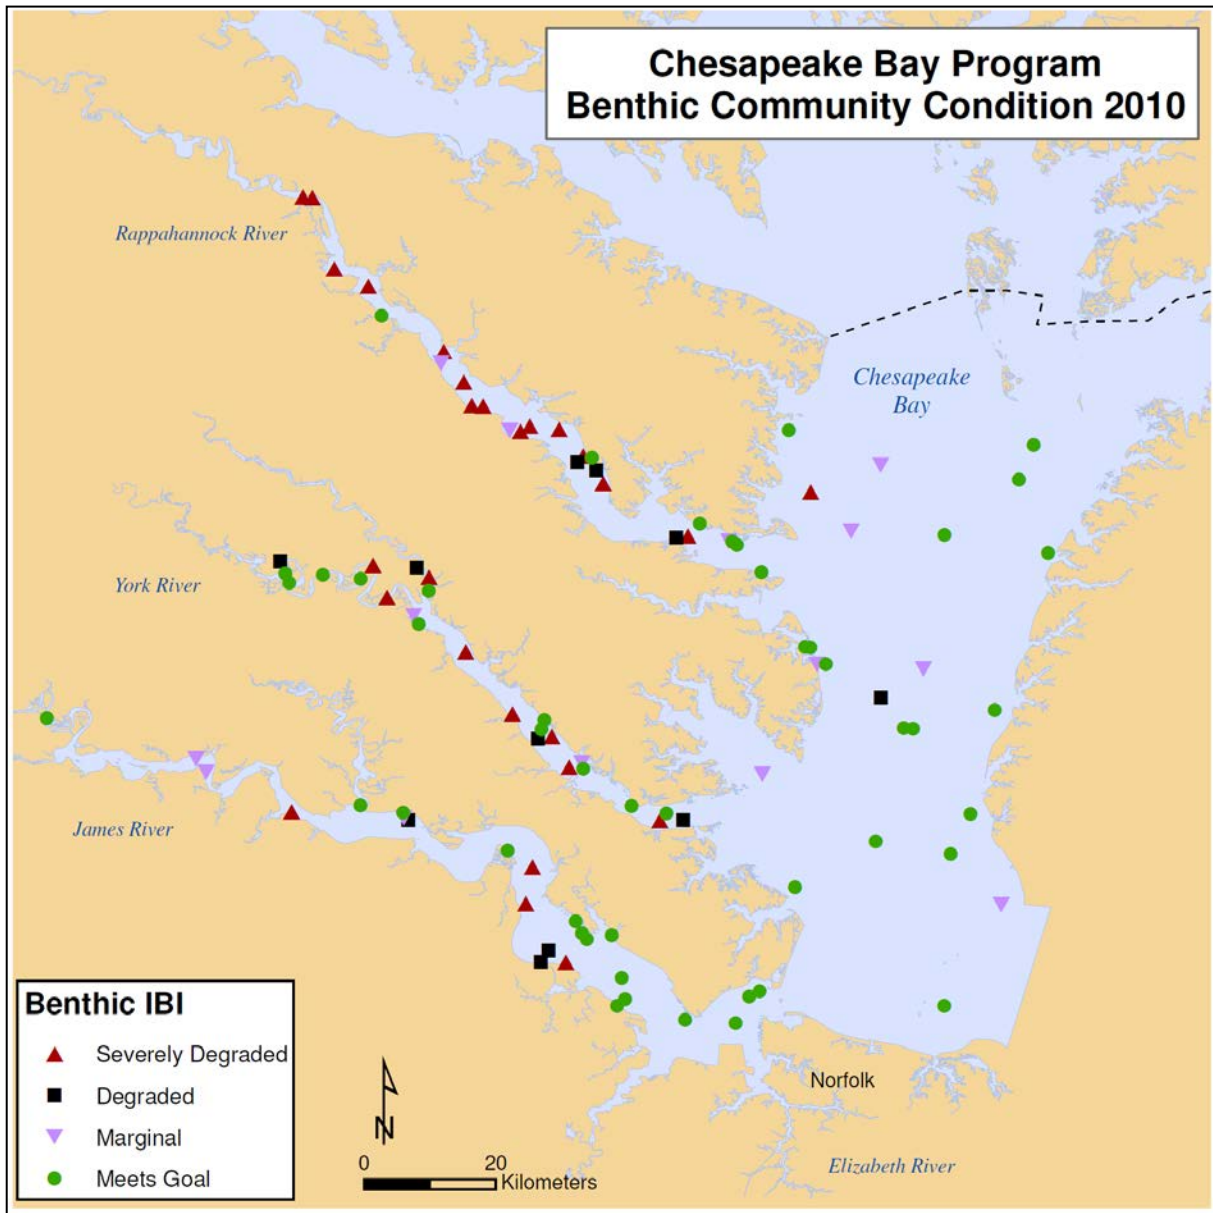 Chesapeake Bay Program
Benthic Community Condition 2010
Rappahannock River
Chesapeake
Bay
York River
James River
Benthic IBI
Severely Degraded
Degraded
Marginal
Meets Goal
N
0 20
Kilometers
Norfolk
Elizabeth River